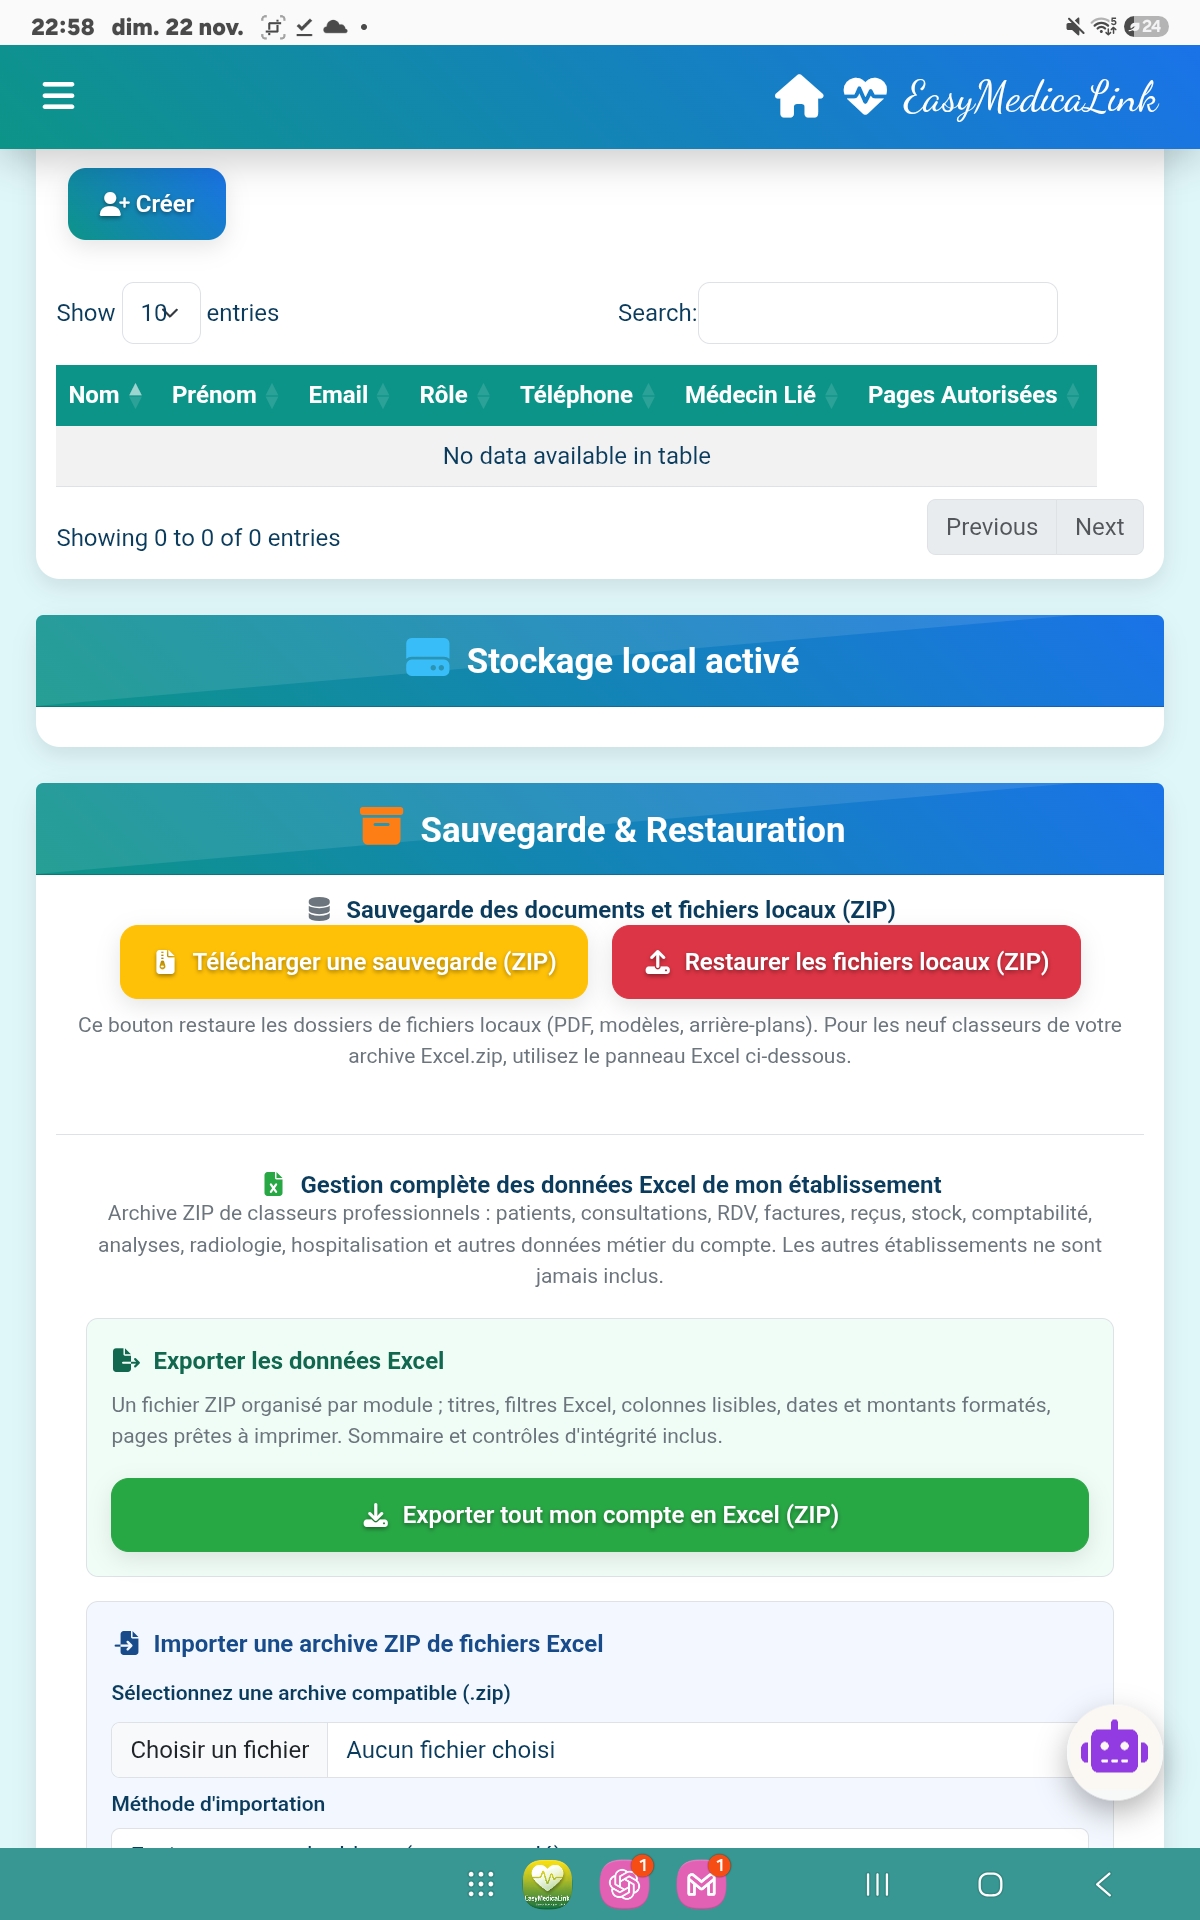 22:58 dim. 22 nov.
5
24
EasyMedicaLink
Créer
Show 10 entries
Search:
Nom Prénom Email Rôle Téléphone Médecin Lié Pages Autorisées
No data available in table
Showing 0 to 0 of 0 entries
Previous Next
Stockage local activé
Sauvegarde & Restauration
Sauvegarde des documents et fichiers locaux (ZIP)
Télécharger une sauvegarde (ZIP)
Restaurer les fichiers locaux (ZIP)
Ce bouton restaure les dossiers de fichiers locaux (PDF, modèles, arrière-plans). Pour les neuf classeurs de votre
archive Excel.zip, utilisez le panneau Excel ci-dessous.
Gestion complète des données Excel de mon établissement
Archive ZIP de classeurs professionnels : patients, consultations, RDV, factures, reçus, stock, comptabilité,
analyses, radiologie, hospitalisation et autres données métier du compte. Les autres établissements ne sont
jamais inclus.
Exporter les données Excel
Un fichier ZIP organisé par module ; titres, filtres Excel, colonnes lisibles, dates et montants formatés,
pages prêtes à imprimer. Sommaire et contrôles d'intégrité inclus.
Exporter tout mon compte en Excel (ZIP)
Importer une archive ZIP de fichiers Excel
Sélectionnez une archive compatible (.zip)
Choisir un fichier Aucun fichier choisi
Méthode d'importation
EasyMedicaLink
1
1